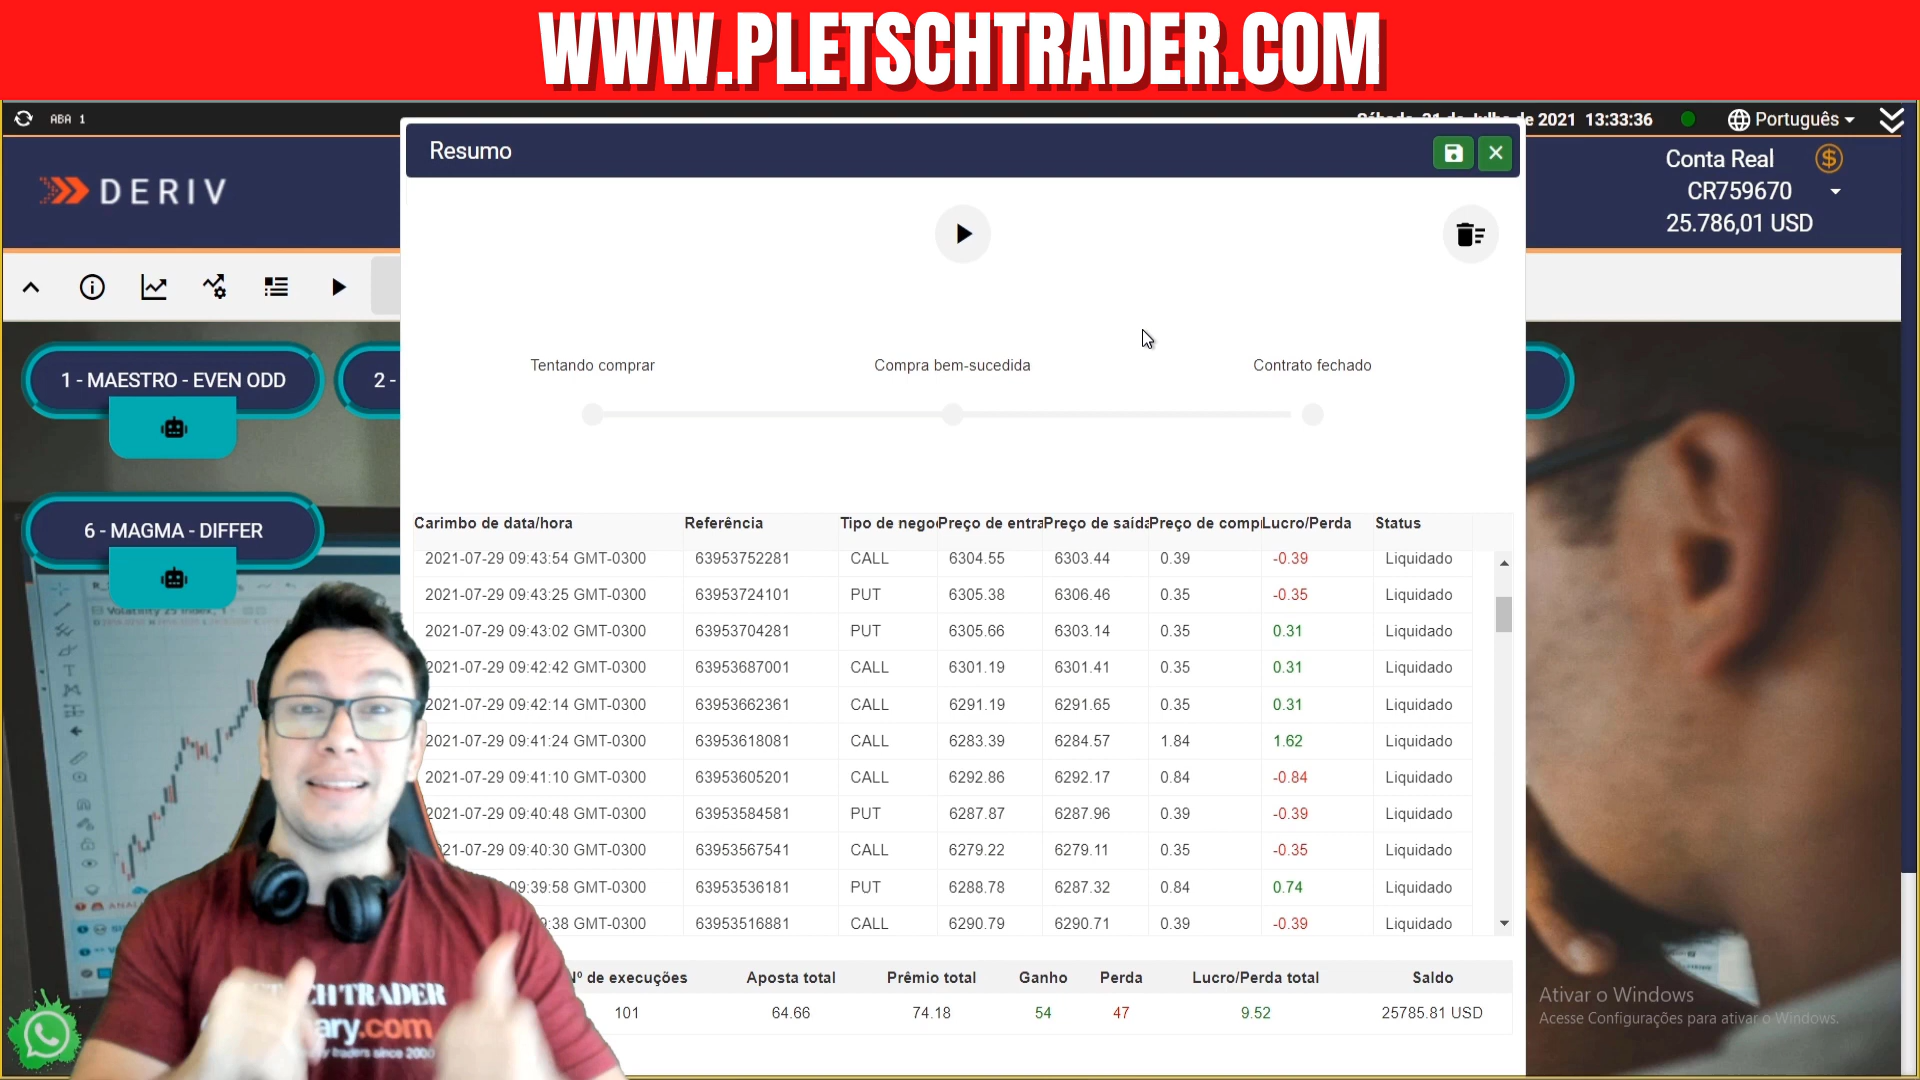 WWW.PLETSCHTRADER.COM
ABA 1
2021 13:33:36
Português
DERIV
Resumo
Conta Real
CR759670
25.786,01 USD
1 - MAESTRO - EVEN ODD
2 -
6 - MAGMA - DIFFER
Tentando comprar
Compra bem-sucedida
Contrato fechado
Carimbo de data/hora Referência Tipo de nego Preço de entra Preço de saída Preço de comp Lucro/Perda Status
2021-07-29 09:43:54 GMT-0300 63953752281 CALL 6304.55 6303.44 0.39 -0.39 Liquidado
2021-07-29 09:43:25 GMT-0300 63953724101 PUT 6305.38 6306.46 0.35 -0.35 Liquidado
2021-07-29 09:43:02 GMT-0300 63953704281 PUT 6305.66 6303.14 0.35 0.31 Liquidado
2021-07-29 09:42:42 GMT-0300 63953687001 CALL 6301.19 6301.41 0.35 0.31 Liquidado
2021-07-29 09:42:14 GMT-0300 63953662361 CALL 6291.19 6291.65 0.35 0.31 Liquidado
2021-07-29 09:41:24 GMT-0300 63953618081 CALL 6283.39 6284.57 1.84 1.62 Liquidado
2021-07-29 09:41:10 GMT-0300 63953605201 CALL 6292.86 6292.17 0.84 -0.84 Liquidado
2021-07-29 09:40:48 GMT-0300 63953584581 PUT 6287.87 6287.96 0.39 -0.39 Liquidado
21-07-29 09:40:30 GMT-0300 63953567541 CALL 6279.22 6279.11 0.35 -0.35 Liquidado
09:39:58 GMT-0300 63953536181 PUT 6288.78 6287.32 0.84 0.74 Liquidado
:38 GMT-0300 63953516881 CALL 6290.79 6290.71 0.39 -0.39 Liquidado
Nº de execuções Aposta total Prêmio total Ganho Perda Lucro/Perda total Saldo
101 64.66 74.18 54 47 9.52 25785.81 USD
CHTRADER
ary.com
traders since 2000
Ativar o Windows
Acesse Configurações para ativar o Windows.